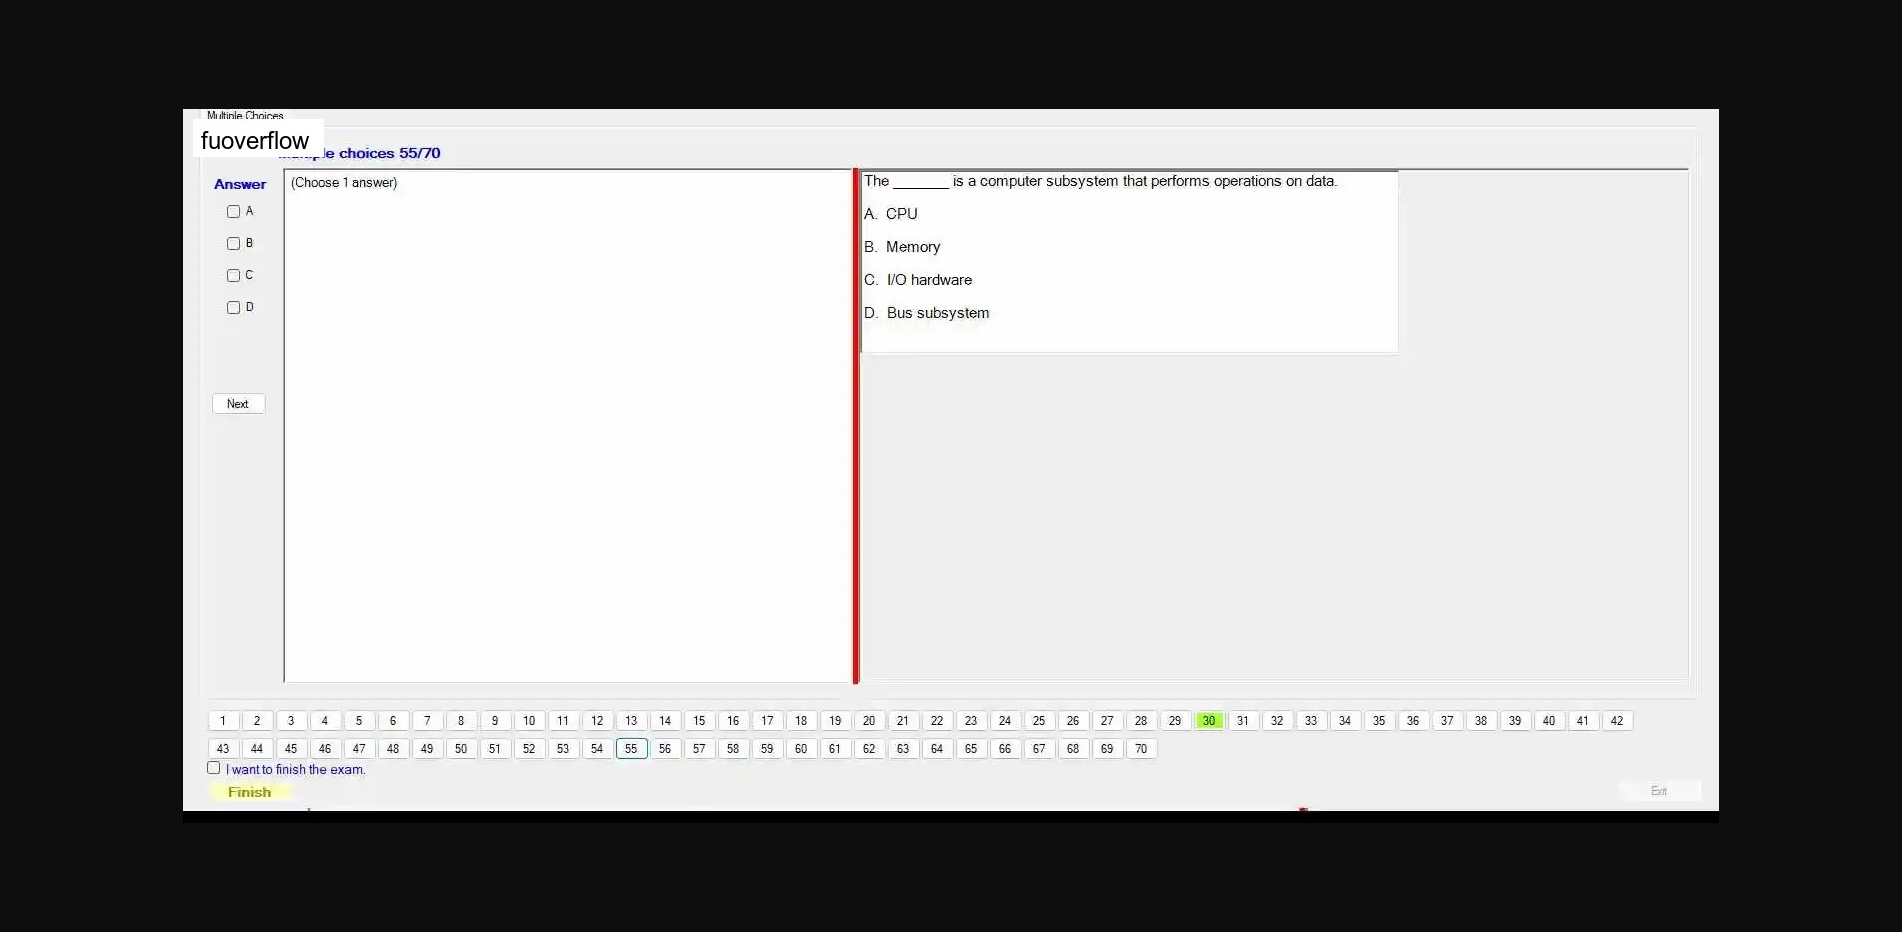 Multiple Choices
fuoverflow
choices 55/70
Answer
(Choose 1 answer)
A
B
C
D
Next
The _______ is a computer subsystem that performs operations on data.
A. CPU
B. Memory
C. I/O hardware
D. Bus subsystem
1 2 3 4 5 6 7 8 9 10 11 12 13 14 15 16 17 18 19 20 21 22 23 24 25 26 27 28 29 30 31 32 33 34 35 36 37 38 39 40 41 42
43 44 45 46 47 48 49 50 51 52 53 54 55 56 57 58 59 60 61 62 63 64 65 66 67 68 69 70
I want to finish the exam.
Finish
Exit